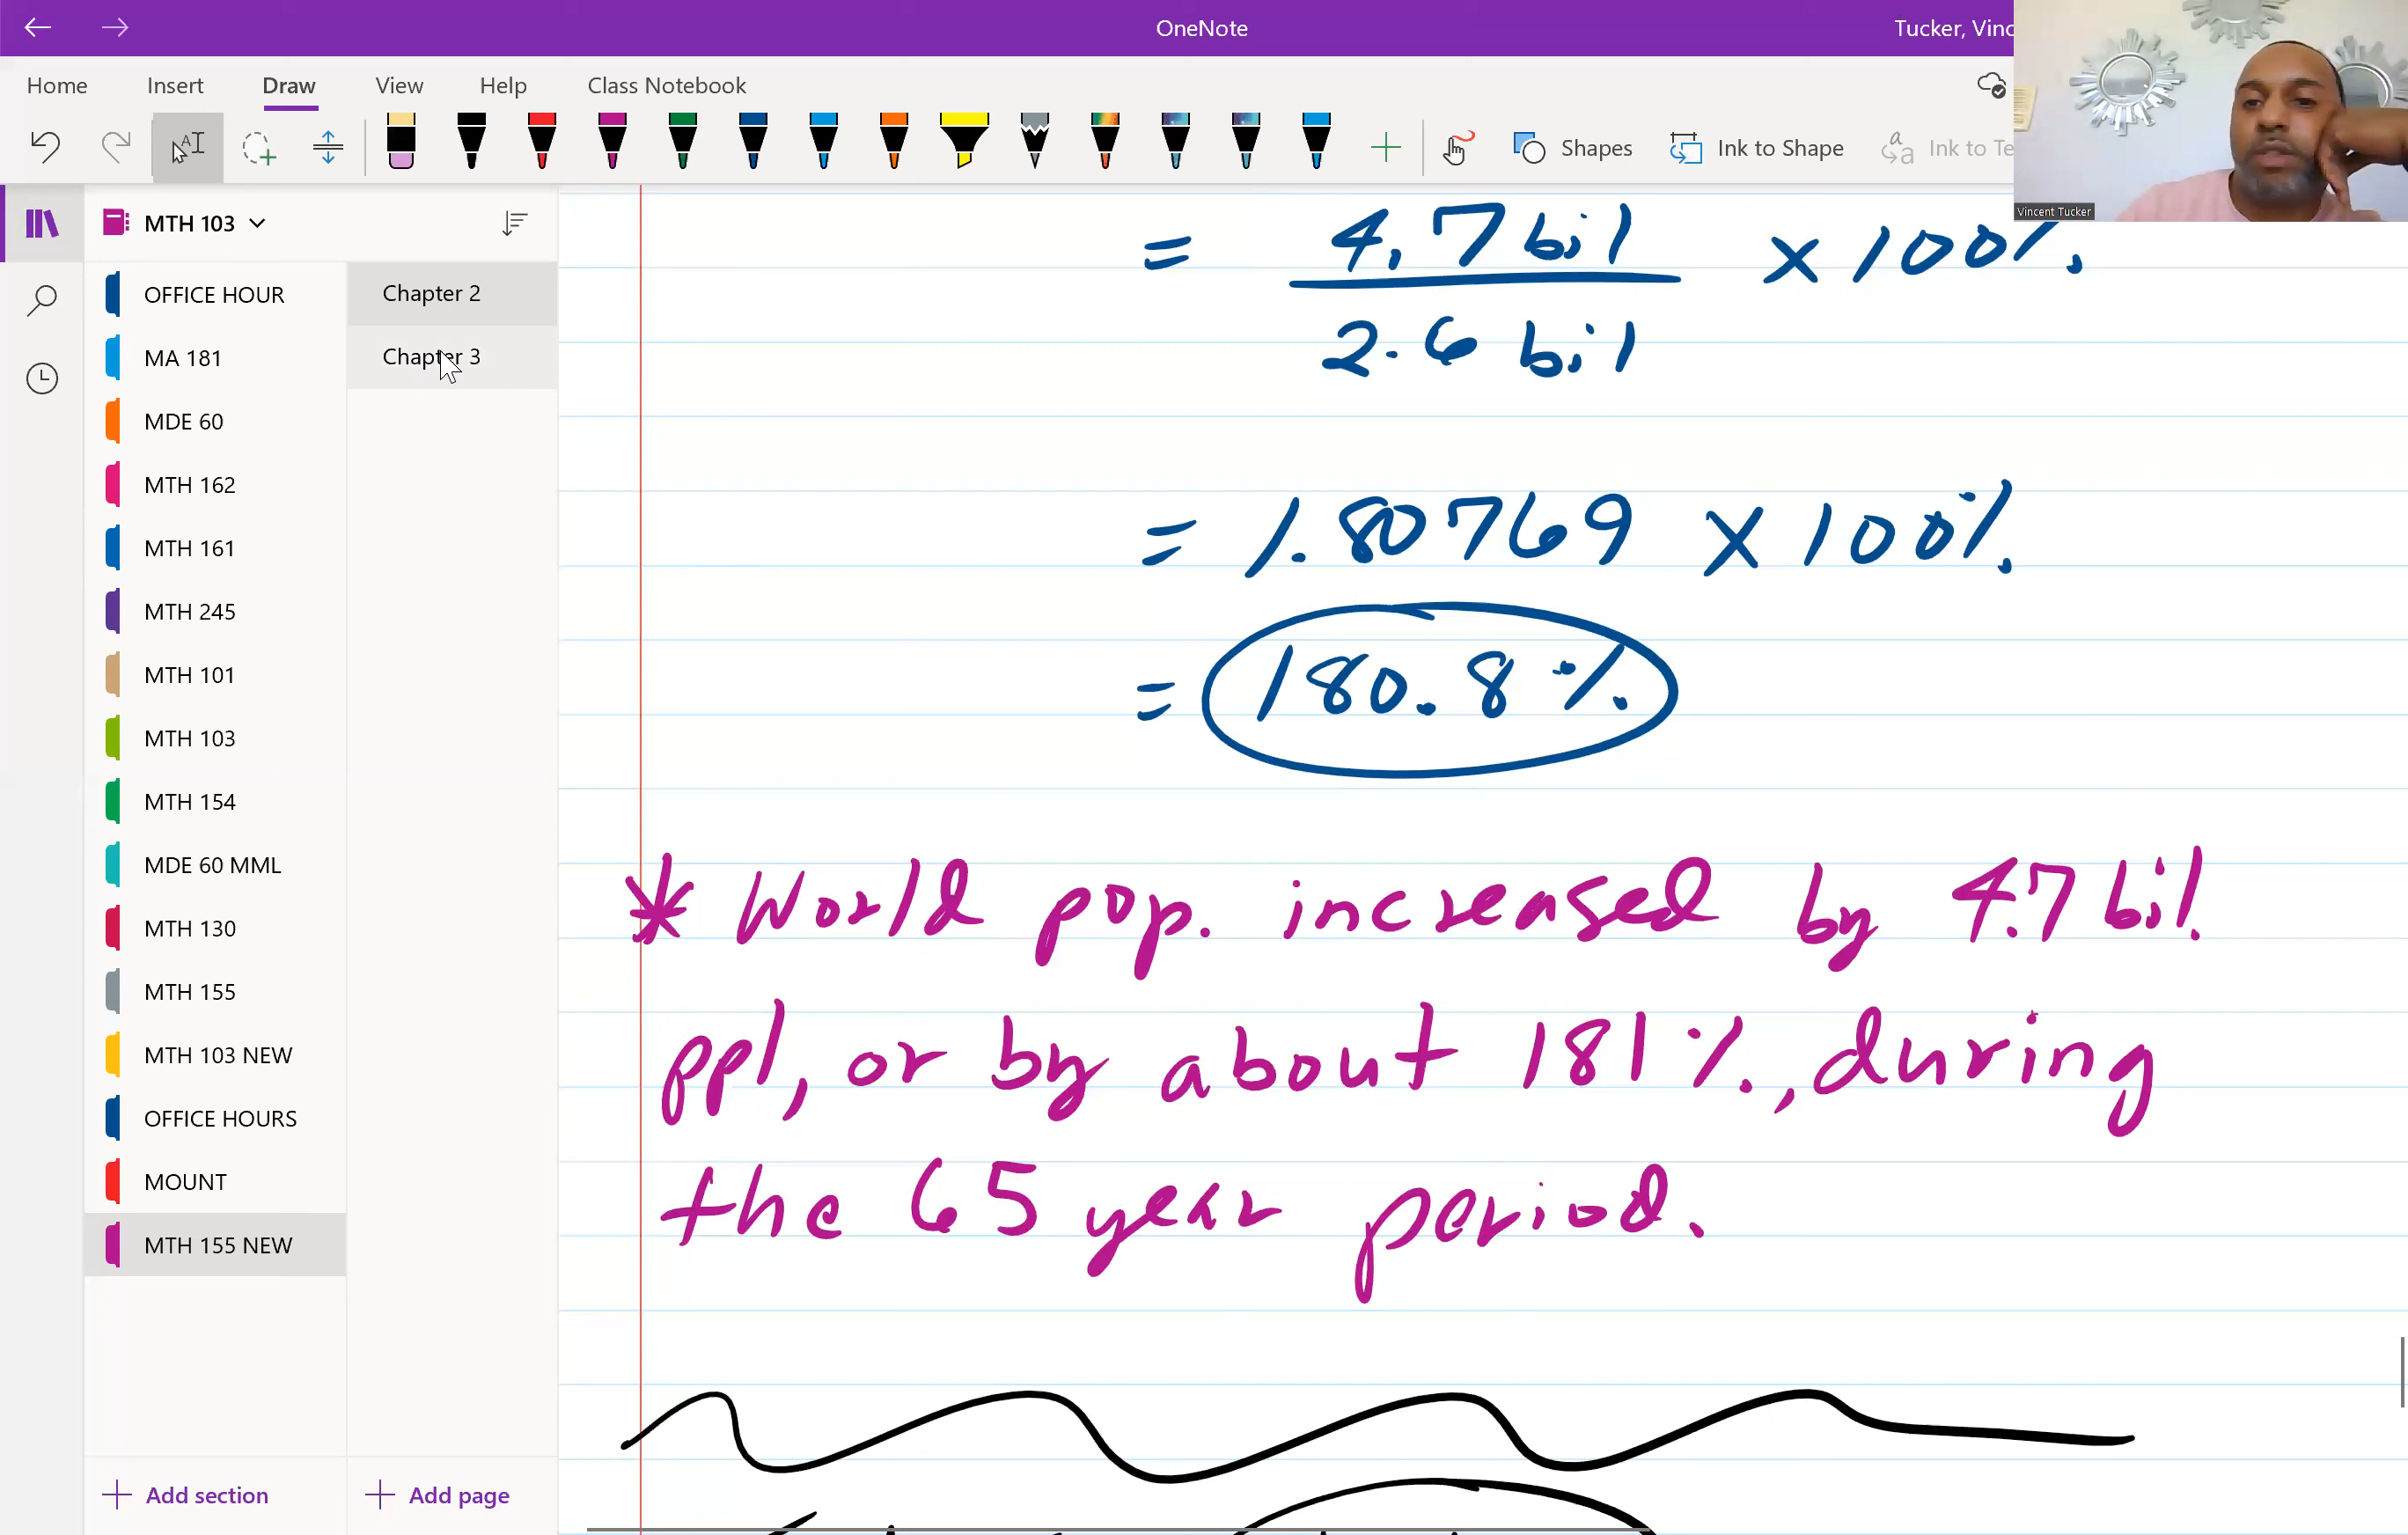 OneNote
Tucker, Vinc
Home Insert Draw View Help Class Notebook
Shapes Ink to Shape Ink to Te
Vincent Tucker
MTH 103
OFFICE HOUR
MA 181
MDE 60
MTH 162
MTH 161
MTH 245
MTH 101
MTH 103
MTH 154
MDE 60 MML
MTH 130
MTH 155
MTH 103 NEW
OFFICE HOURS
MOUNT
MTH 155 NEW
Add section
Chapter 2
Chapter 3
Add page
= 4.7 bil / 2.6 bil × 100%
= 1.80769 × 100%
= 180.8%
* World pop. increased by 4.7 bil.
ppl, or by about 181%, during
the 65 year period.